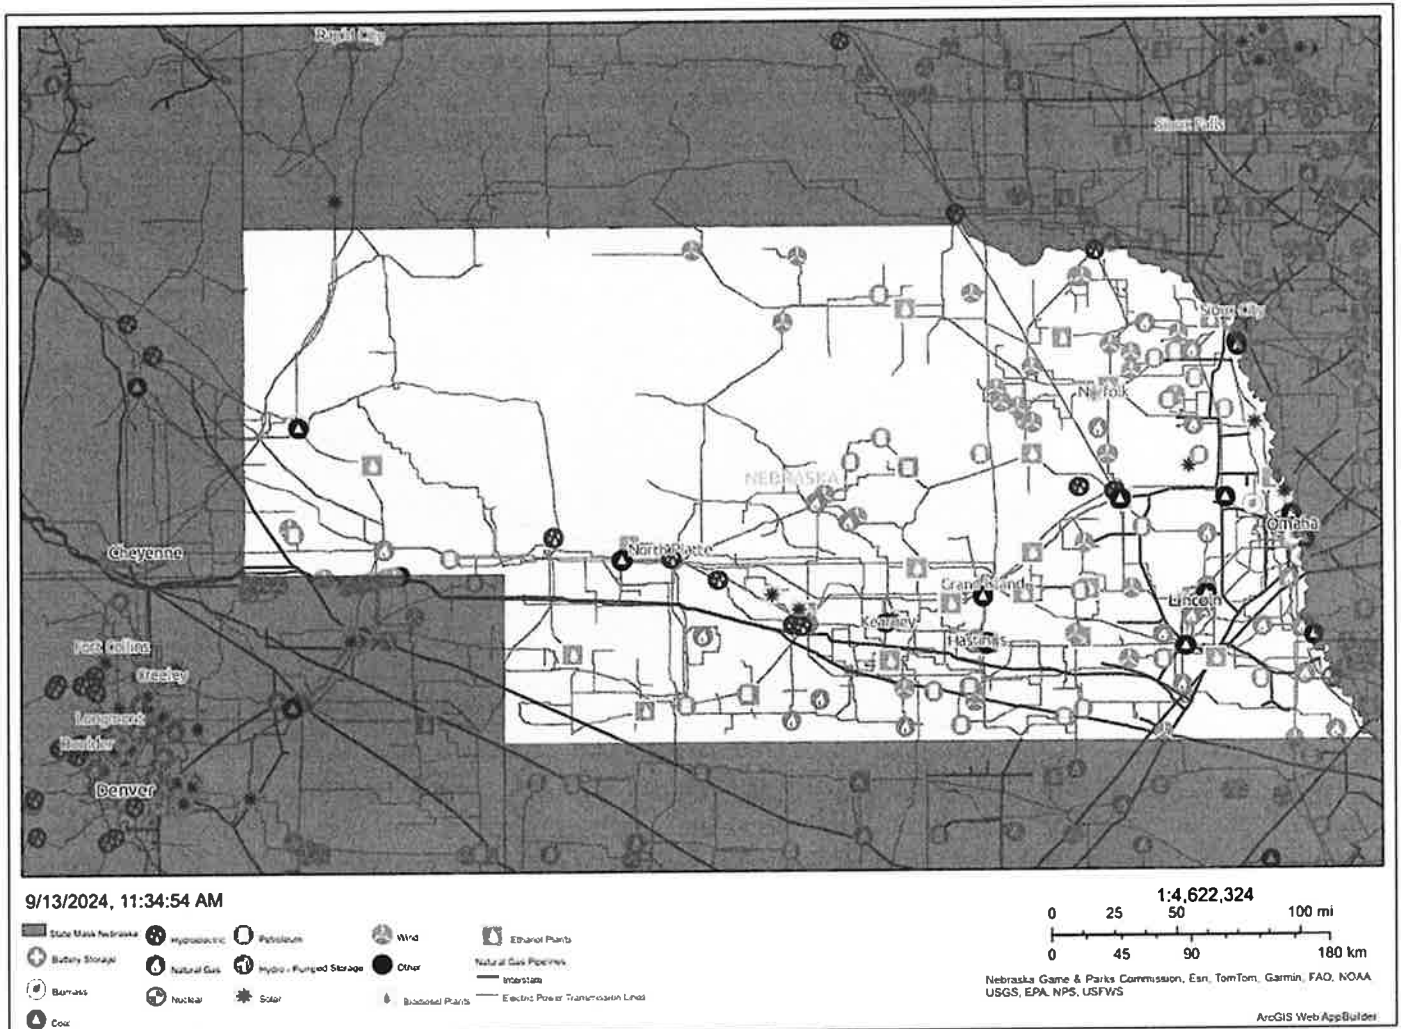 Rapid City
Sioux Falls
Sioux City
Norfolk
NEBRASKA
Omaha
Cheyenne
North Platte
Grand Island
Lincoln
Kearney
Hastings
Fort Collins
Greeley
Longmont
Boulder
Denver
9/13/2024, 11:34:54 AM
State Mask Nebraska
Battery Storage
Biomass
Coal
Hydroelectric
Natural Gas
Nuclear
Petroleum
Hydro - Pumped Storage
Solar
Wind
Other
Biodiesel Plants
Ethanol Plants
Natural Gas Pipelines
Interstate
Electric Power Transmission Lines
1:4,622,324
0 25 50 100 mi
0 45 90 180 km
Nebraska Game & Parks Commission, Esri, TomTom, Garmin, FAO, NOAA
USGS, EPA, NPS, USFWS
ArcGIS Web AppBuilder